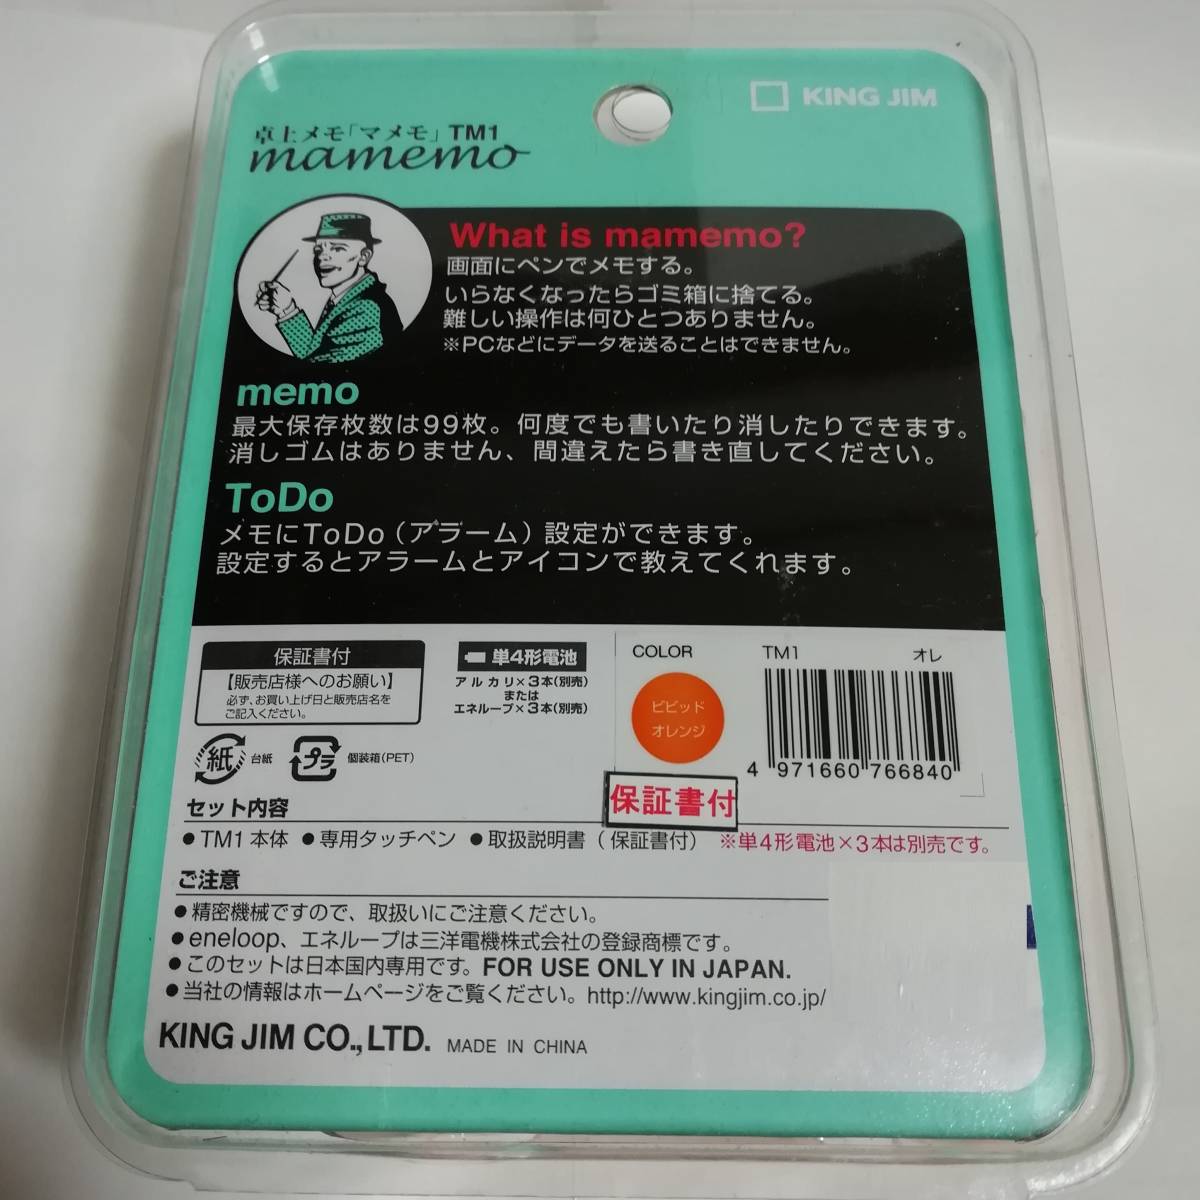 KING JIM
卓上メモ「マメモ」TM1
mamemo
What is mamemo?
画面にペンでメモする。
いらなくなったらゴミ箱に捨てる。
難しい操作は何ひとつありません。
※PCなどにデータを送ることはできません。
memo
最大保存枚数は99枚。何度でも書いたり消したりできます。
消しゴムはありません、間違えたら書き直してください。
ToDo
メモにToDo（アラーム）設定ができます。
設定するとアラームとアイコンで教えてくれます。
保証書付
【販売店様へのお願い】
必ず、お買い上げ日と販売店名を
ご記入ください。
単4形電池
アルカリ×3本(別売)
または
エネループ×3本(別売)
COLOR
ビビッド
オレンジ
TM1 オレ
4 971660 766840
紙 台紙
プラ 個装箱(PET)
保証書付
セット内容
●TM1本体 ●専用タッチペン ●取扱説明書（保証書付） ※単4形電池×3本は別売です。
ご注意
●精密機械ですので、取扱いにご注意ください。
●eneloop、エネループは三洋電機株式会社の登録商標です。
●このセットは日本国内専用です。FOR USE ONLY IN JAPAN.
●当社の情報はホームページをご覧ください。http://www.kingjim.co.jp/
KING JIM CO.,LTD. MADE IN CHINA